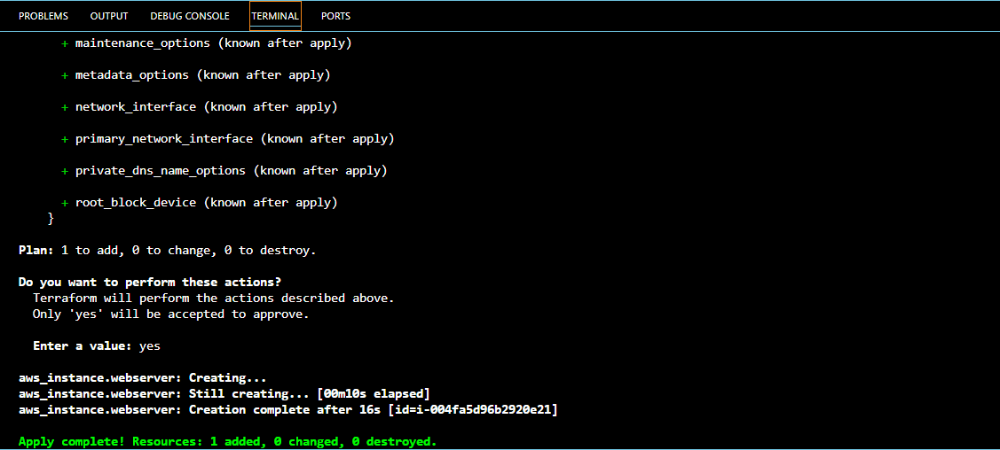 PROBLEMS OUTPUT DEBUG CONSOLE TERMINAL PORTS
+ maintenance_options (known after apply)
+ metadata_options (known after apply)
+ network_interface (known after apply)
+ primary_network_interface (known after apply)
+ private_dns_name_options (known after apply)
+ root_block_device (known after apply)
}
Plan: 1 to add, 0 to change, 0 to destroy.
Do you want to perform these actions?
Terraform will perform the actions described above.
Only 'yes' will be accepted to approve.
Enter a value: yes
aws_instance.webserver: Creating...
aws_instance.webserver: Still creating... [00m10s elapsed]
aws_instance.webserver: Creation complete after 16s [id=i-004fa5d96b2920e21]
Apply complete! Resources: 1 added, 0 changed, 0 destroyed.